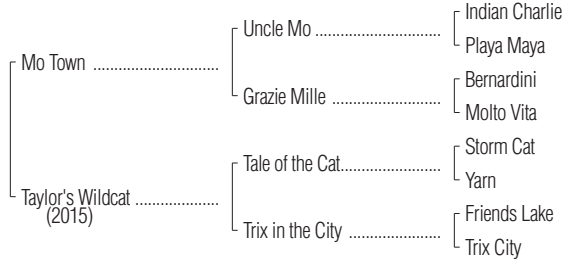 Indian Charlie
Uncle Mo ........................................
Playa Maya
Mo Town ........................................
Bernardini
Grazie Mille ...................................
Molto Vita
Storm Cat
Tale of the Cat................................
Yarn
Taylor's Wildcat ...........................
(2015)
Friends Lake
Trix in the City .............................
Trix City